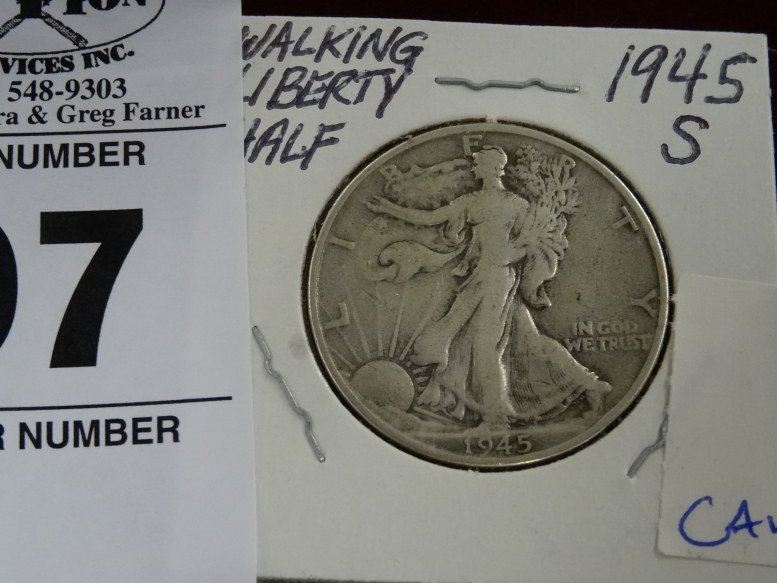 VICES INC.
548-9303
ra & Greg Farner
NUMBER
07
R NUMBER
WALKING
LIBERTY
HALF
1945
S
LIBERTY
IN GOD
WE TRUST
1945
CA